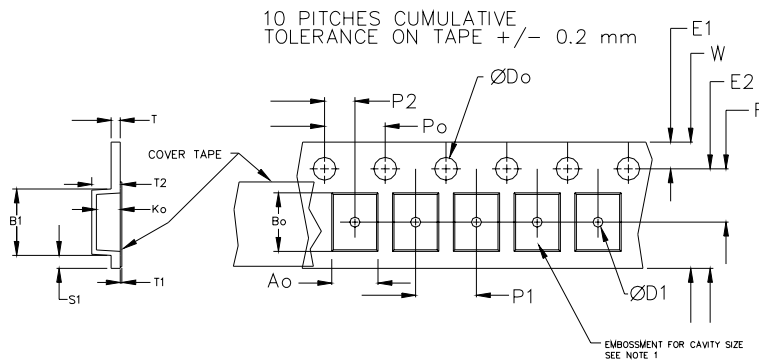 10 PITCHES CUMULATIVE
TOLERANCE ON TAPE +/- 0.2 mm
E1
W
E2
F
ØDo
P2
Po
T
COVER TAPE
T2
Ko
B1
Bo
T1
S1
Ao
P1
ØD1
EMBOSSMENT FOR CAVITY SIZE
SEE NOTE 1